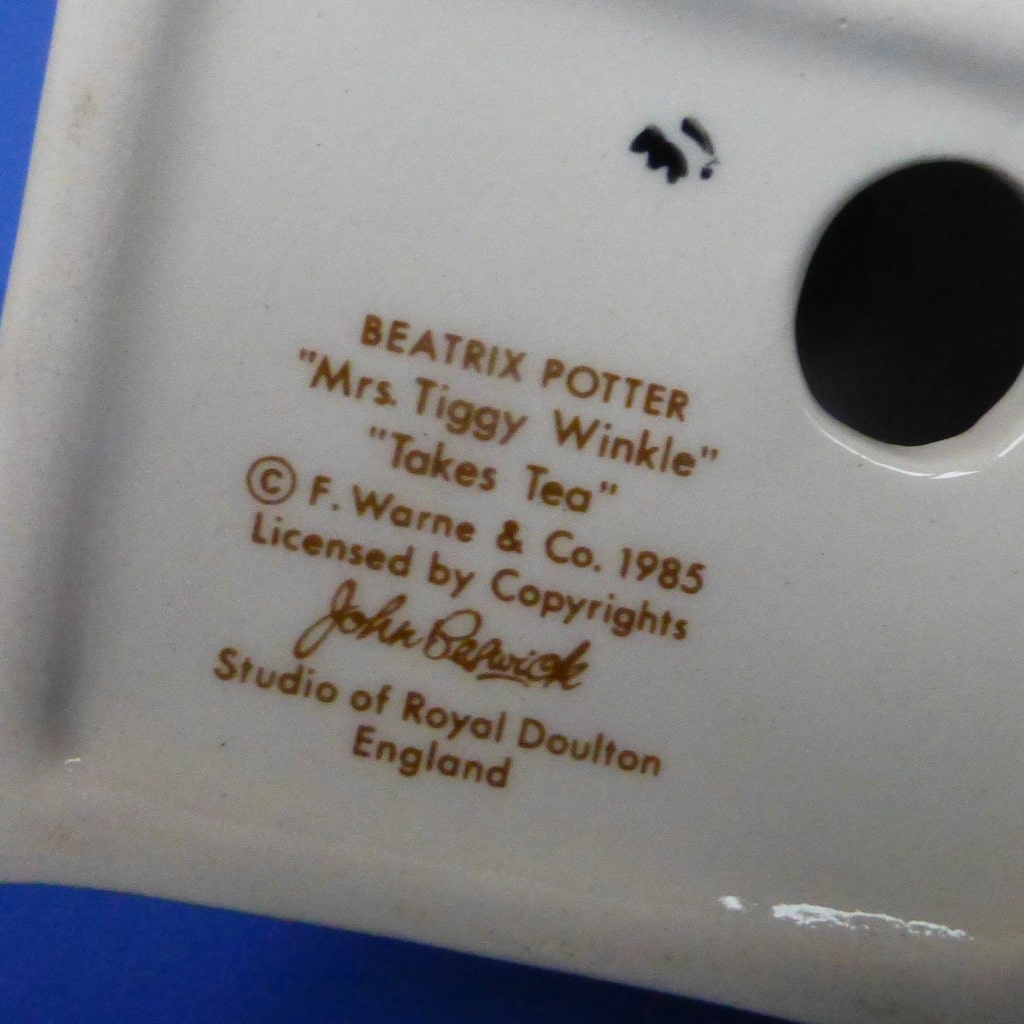 BEATRIX POTTER
"Mrs. Tiggy Winkle"
"Takes Tea"
© F. Warne & Co. 1985
Licensed by Copyrights
John Beswick
Studio of Royal Doulton
England